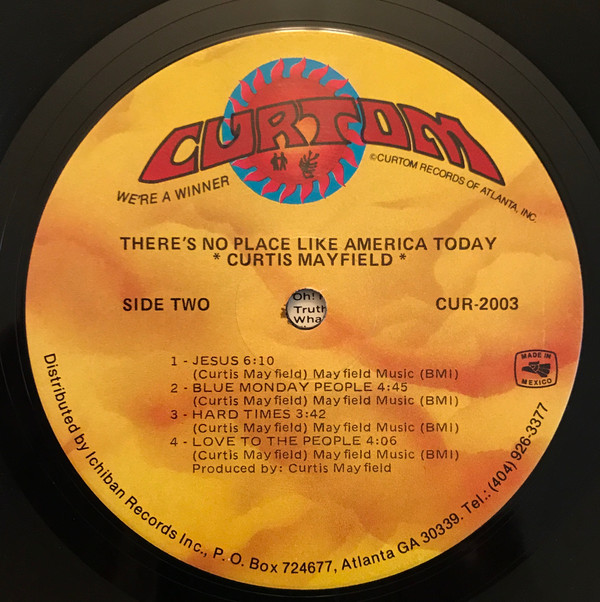 CURTOM
WE'RE A WINNER
©CURTOM RECORDS OF ATLANTA, INC.
THERE'S NO PLACE LIKE AMERICA TODAY
* CURTIS MAYFIELD *
SIDE TWO
CUR-2003
Oh!
Truth
Wha
1 - JESUS 6:10
(Curtis Mayfield) Mayfield Music (BMI)
2 - BLUE MONDAY PEOPLE 4:45
(Curtis Mayfield) Mayfield Music (BMI)
3 - HARD TIMES 3:42
(Curtis Mayfield) Mayfield Music (BMI)
4 - LOVE TO THE PEOPLE 4:06
(Curtis Mayfield) Mayfield Music (BMI)
Produced by: Curtis Mayfield
MADE IN
MEXICO
Distributed by Ichiban Records Inc., P. O. Box 724677, Atlanta GA 30339. Tel.: (404) 926-3377